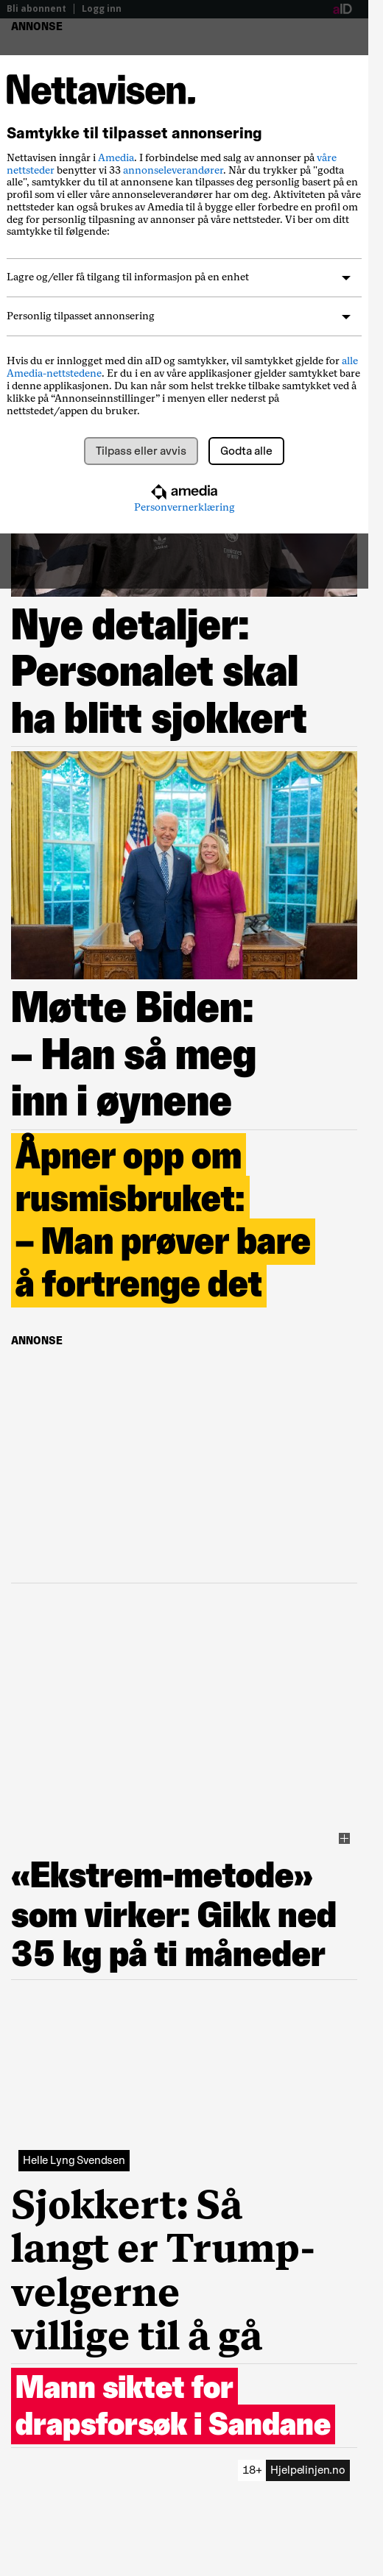 Bli abonnent | Logg inn
aID
ANNONSE
Nettavisen.
Samtykke til tilpasset annonsering
Nettavisen inngår i Amedia. I forbindelse med salg av annonser på våre
nettsteder benytter vi 33 annonseleverandører. Når du trykker på "godta
alle", samtykker du til at annonsene kan tilpasses deg personlig basert på en
profil som vi eller våre annonseleverandører har om deg. Aktiviteten på våre
nettsteder kan også brukes av Amedia til å bygge eller forbedre en profil om
deg for personlig tilpasning av annonser på våre nettsteder. Vi ber om ditt
samtykke til følgende:
Lagre og/eller få tilgang til informasjon på en enhet
Personlig tilpasset annonsering
Hvis du er innlogget med din aID og samtykker, vil samtykket gjelde for alle
Amedia-nettstedene. Er du i en av våre applikasjoner gjelder samtykket bare
i denne applikasjonen. Du kan når som helst trekke tilbake samtykket ved å
klikke på “Annonseinnstillinger” i menyen eller nederst på
nettstedet/appen du bruker.
Tilpass eller avvis
Godta alle
amedia
Personvernerklæring
Nye detaljer:
Personalet skal
ha blitt sjokkert
Møtte Biden:
– Han så meg
inn i øynene
Åpner opp om
rusmisbruket:
– Man prøver bare
å fortrenge det
ANNONSE
«Ekstrem-metode»
som virker: Gikk ned
35 kg på ti måneder
Helle Lyng Svendsen
Sjokkert: Så
langt er Trump-
velgerne
villige til å gå
Mann siktet for
drapsforsøk i Sandane
18+ Hjelpelinjen.no